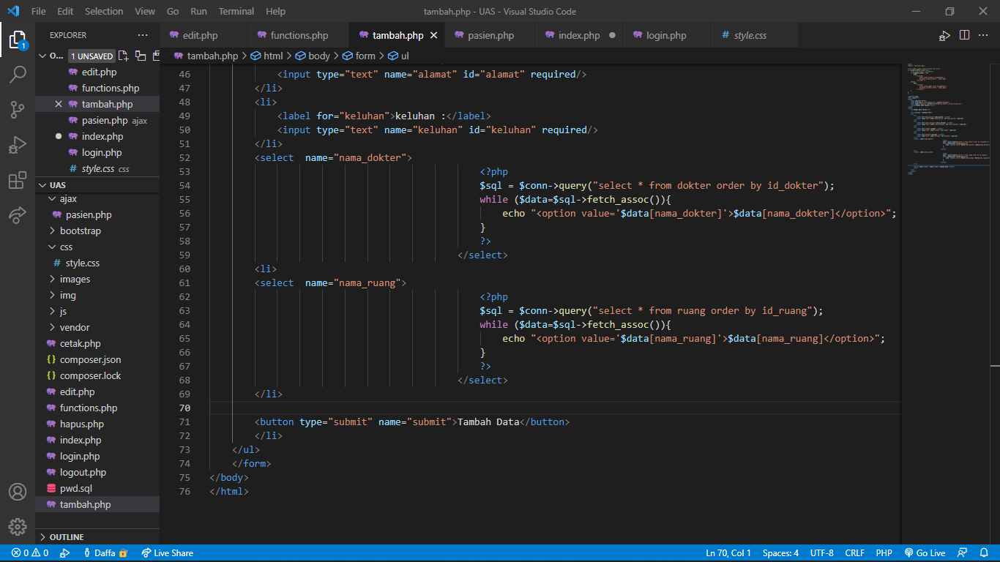 File Edit Selection View Go Run Terminal Help tambah.php - UAS - Visual Studio Code
EXPLORER
edit.php functions.php tambah.php pasien.php index.php login.php style.css
O... 1 UNSAVED
tambah.php > html > body > form > ul
edit.php
functions.php
tambah.php
pasien.php ajax
index.php
login.php
style.css css
UAS
ajax
pasien.php
bootstrap
css
style.css
images
img
js
vendor
cetak.php
composer.json
composer.lock
edit.php
functions.php
hapus.php
index.php
login.php
logout.php
pwd.sql
tambah.php
OUTLINE
46 <input type="text" name="alamat" id="alamat" required/>
47 </li>
48 <li>
49 <label for="keluhan">keluhan :</label>
50 <input type="text" name="keluhan" id="keluhan" required/>
51 </li>
52 <select  name="nama_dokter">
53 <?php
54 $sql = $conn->query("select * from dokter order by id_dokter");
55 while ($data=$sql->fetch_assoc()){
56 echo "<option value='$data[nama_dokter]'>$data[nama_dokter]</option>";
57 }
58 ?>
59 </select>
60 <li>
61 <select  name="nama_ruang">
62 <?php
63 $sql = $conn->query("select * from ruang order by id_ruang");
64 while ($data=$sql->fetch_assoc()){
65 echo "<option value='$data[nama_ruang]'>$data[nama_ruang]</option>";
66 }
67 ?>
68 </select>
69 </li>
70
71 <button type="submit" name="submit">Tambah Data</button>
72 </li>
73 </ul>
74 </form>
75 </body>
76 </html>
1
0 0 Daffa Live Share Ln 70, Col 1 Spaces: 4 UTF-8 CRLF PHP Go Live